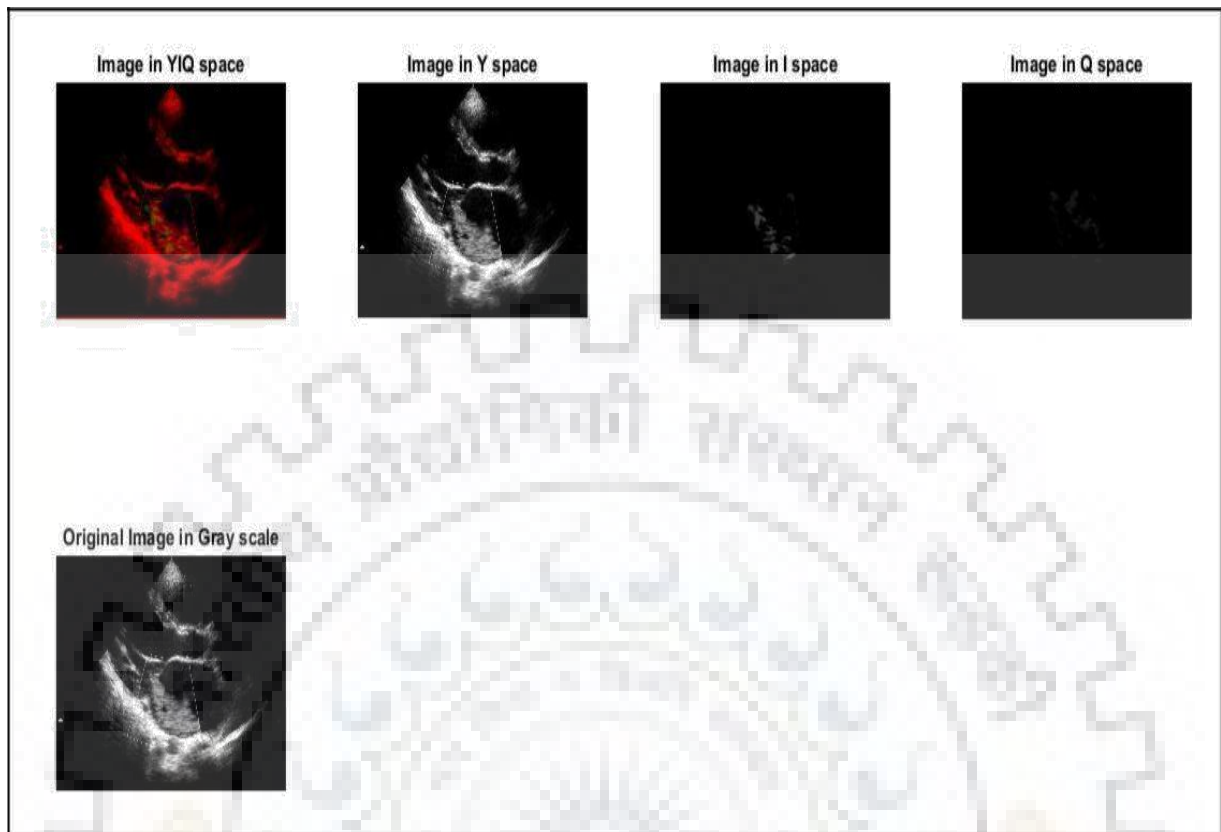 Image in YIQ space
Image in Y space
Image in I space
Image in Q space
प्रौद्योगिकी संस्थान
Original Image in Gray scale